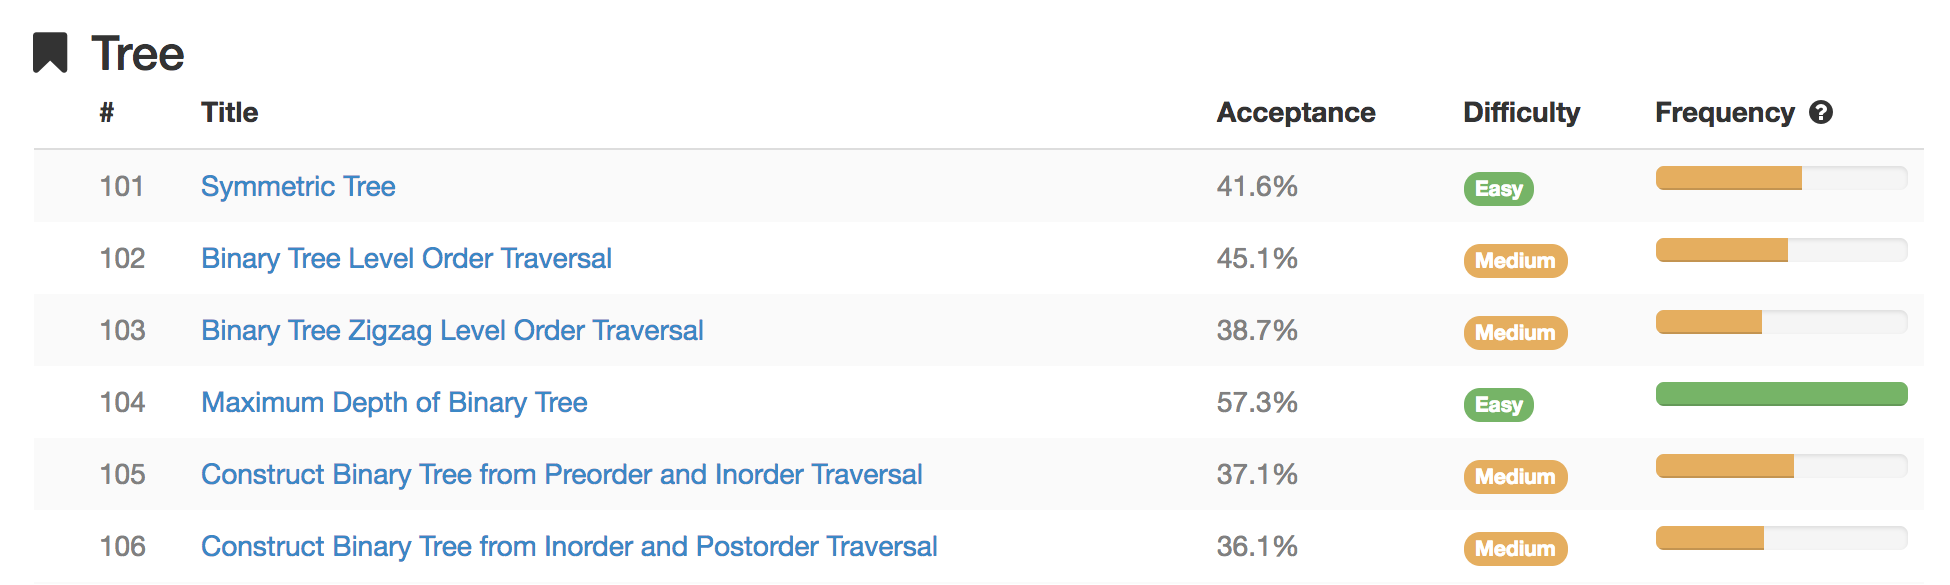 Tree
# Title Acceptance Difficulty Frequency ?
101 Symmetric Tree 41.6% Easy
102 Binary Tree Level Order Traversal 45.1% Medium
103 Binary Tree Zigzag Level Order Traversal 38.7% Medium
104 Maximum Depth of Binary Tree 57.3% Easy
105 Construct Binary Tree from Preorder and Inorder Traversal 37.1% Medium
106 Construct Binary Tree from Inorder and Postorder Traversal 36.1% Medium